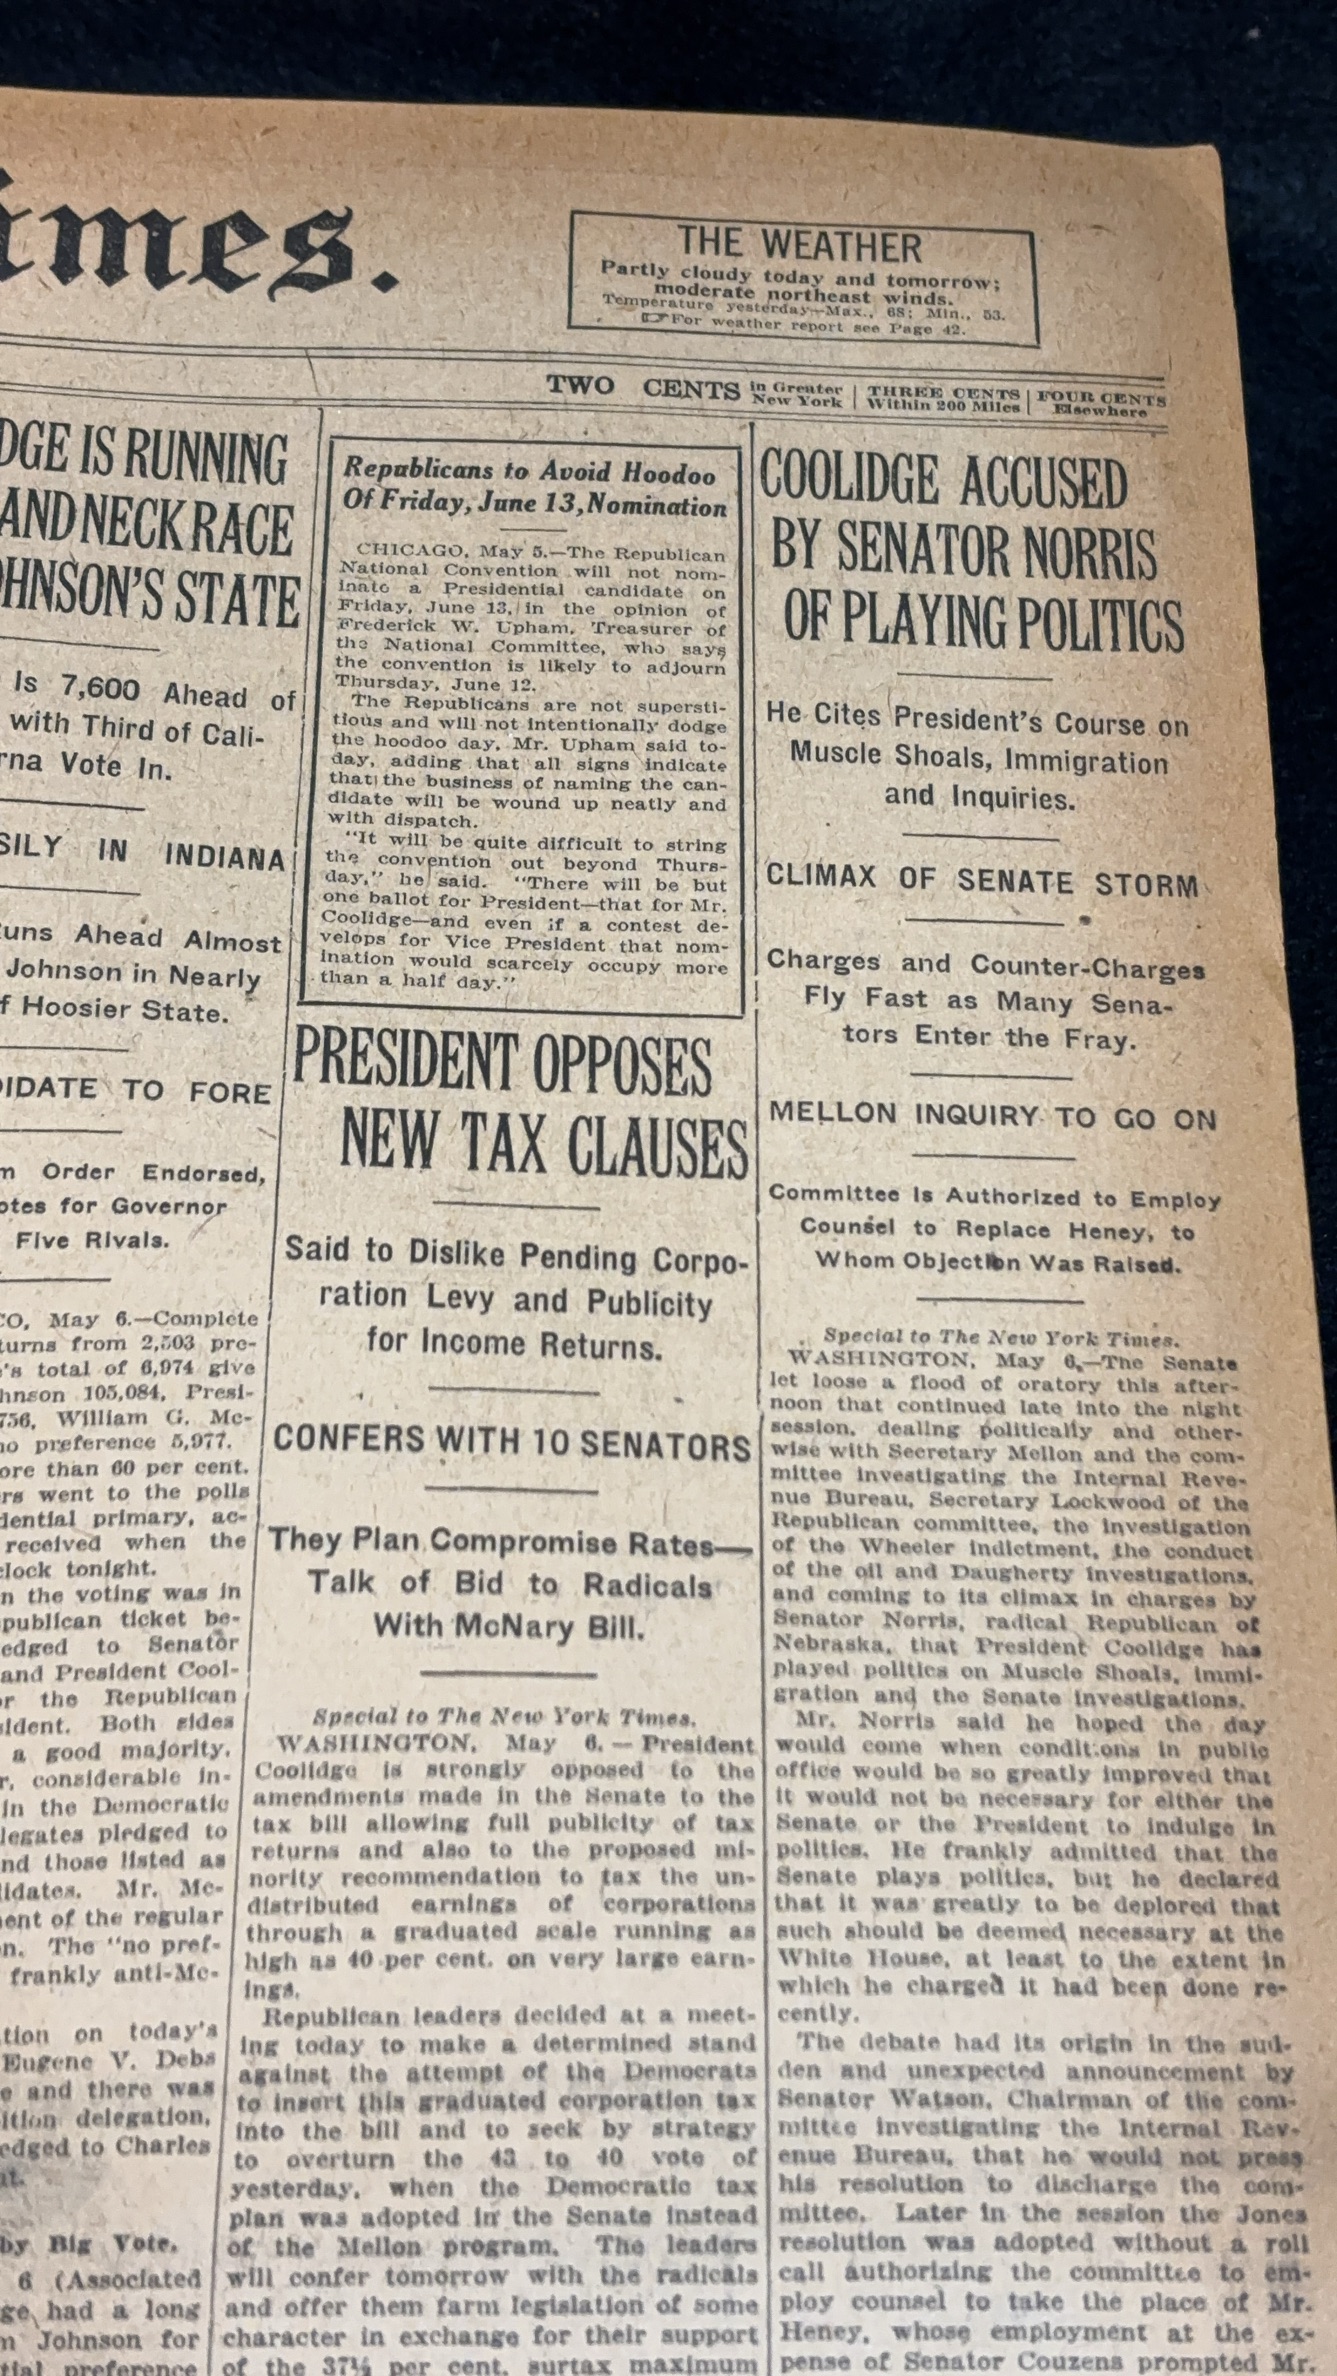 imes.
THE WEATHER
Partly cloudy today and tomorrow;
moderate northeast winds.
Temperature yesterday—Max., 68; Min., 53.
☞For weather report see Page 42.
TWO CENTS in Greater New York | THREE CENTS Within 200 Miles | FOUR CENTS Elsewhere
DGE IS RUNNING
AND NECK RACE
OHNSON'S STATE
Is 7,600 Ahead of
with Third of Cali-
rna Vote In.
SILY IN INDIANA
uns Ahead Almost
Johnson in Nearly
f Hoosier State.
DIDATE TO FORE
m Order Endorsed,
otes for Governor
Five Rivals.
CO, May 6.—Complete
turns from 2,503 pre-
's total of 6,974 give
hnson 105,084, Presi-
756, William G. Mc-
no preference 5,977.
ore than 60 per cent.
rs went to the polls
dential primary, ac-
received when the
clock tonight.
n the voting was in
publican ticket be-
edged to Senator
and President Cool-
or the Republican
sident. Both sides
a good majority.
r, considerable in-
in the Democratic
legates pledged to
nd those listed as
idates. Mr. Mc-
ent of the regular
n. The "no pref-
frankly anti-Mc-
tion on today's
Eugene V. Debs
e and there was
ition delegation,
edged to Charles
t.
by Big Vote.
6 (Associated
ge had a long
m Johnson for
tial preference
Republicans to Avoid Hoodoo
Of Friday, June 13, Nomination
CHICAGO, May 5.—The Republican
National Convention will not nom-
inate a Presidential candidate on
Friday, June 13, in the opinion of
Frederick W. Upham, Treasurer of
the National Committee, who says
the convention is likely to adjourn
Thursday, June 12.
The Republicans are not supersti-
tious and will not intentionally dodge
the hoodoo day, Mr. Upham said to-
day, adding that all signs indicate
that the business of naming the can-
didate will be wound up neatly and
with dispatch.
"It will be quite difficult to string
the convention out beyond Thurs-
day," he said. "There will be but
one ballot for President—that for Mr.
Coolidge—and even if a contest de-
velops for Vice President that nom-
ination would scarcely occupy more
than a half day."
PRESIDENT OPPOSES
NEW TAX CLAUSES
Said to Dislike Pending Corpo-
ration Levy and Publicity
for Income Returns.
CONFERS WITH 10 SENATORS
They Plan Compromise Rates—
Talk of Bid to Radicals
With McNary Bill.
Special to The New York Times.
WASHINGTON, May 6.—President
Coolidge is strongly opposed to the
amendments made in the Senate to the
tax bill allowing full publicity of tax
returns and also to the proposed mi-
nority recommendation to tax the un-
distributed earnings of corporations
through a graduated scale running as
high as 40 per cent. on very large earn-
ings.
Republican leaders decided at a meet-
ing today to make a determined stand
against the attempt of the Democrats
to insert this graduated corporation tax
into the bill and to seek by strategy
to overturn the 43 to 40 vote of
yesterday, when the Democratic tax
plan was adopted in the Senate instead
of the Mellon program. The leaders
will confer tomorrow with the radicals
and offer them farm legislation of some
character in exchange for their support
of the 37½ per cent. surtax maximum
COOLIDGE ACCUSED
BY SENATOR NORRIS
OF PLAYING POLITICS
He Cites President's Course on
Muscle Shoals, Immigration
and Inquiries.
CLIMAX OF SENATE STORM
Charges and Counter-Charges
Fly Fast as Many Sena-
tors Enter the Fray.
MELLON INQUIRY TO GO ON
Committee Is Authorized to Employ
Counsel to Replace Heney, to
Whom Objection Was Raised.
Special to The New York Times.
WASHINGTON, May 6,—The Senate
let loose a flood of oratory this after-
noon that continued late into the night
session, dealing politically and other-
wise with Secretary Mellon and the com-
mittee investigating the Internal Reve-
nue Bureau, Secretary Lockwood of the
Republican committee, the investigation
of the Wheeler indictment, the conduct
of the oil and Daugherty investigations,
and coming to its climax in charges by
Senator Norris, radical Republican of
Nebraska, that President Coolidge has
played politics on Muscle Shoals, immi-
gration and the Senate investigations.
Mr. Norris said he hoped the day
would come when conditions in public
office would be so greatly improved that
it would not be necessary for either the
Senate or the President to indulge in
politics. He frankly admitted that the
Senate plays politics, but he declared
that it was greatly to be deplored that
such should be deemed necessary at the
White House, at least to the extent in
which he charged it had been done re-
cently.
The debate had its origin in the sud-
den and unexpected announcement by
Senator Watson, Chairman of the com-
mittee investigating the Internal Rev-
enue Bureau, that he would not press
his resolution to discharge the com-
mittee. Later in the session the Jones
resolution was adopted without a roll
call authorizing the committee to em-
ploy counsel to take the place of Mr.
Heney, whose employment at the ex-
pense of Senator Couzens prompted Mr.